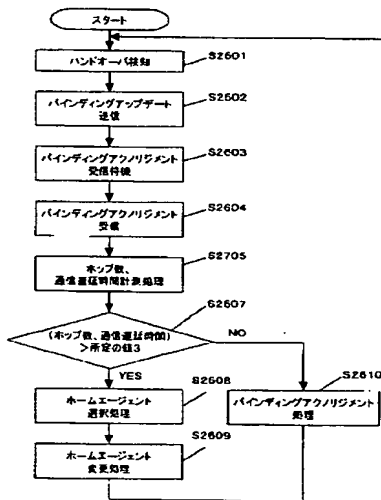 スタート
ハンドオーバ検知
S2601
バインディングアップデート
送信
S2602
バインディングアクノリジメント
受信待機
S2603
バインディングアクノリジメント
受信
S2604
ホップ数、
通信遅延時間計測処理
S2705
(ホップ数、通信遅延時間)
>所定の値3
S2607
NO
YES
ホームエージェント
選択処理
S2608
バインディングアクノリジメント
処理
S2610
ホームエージェント
変更処理
S2609